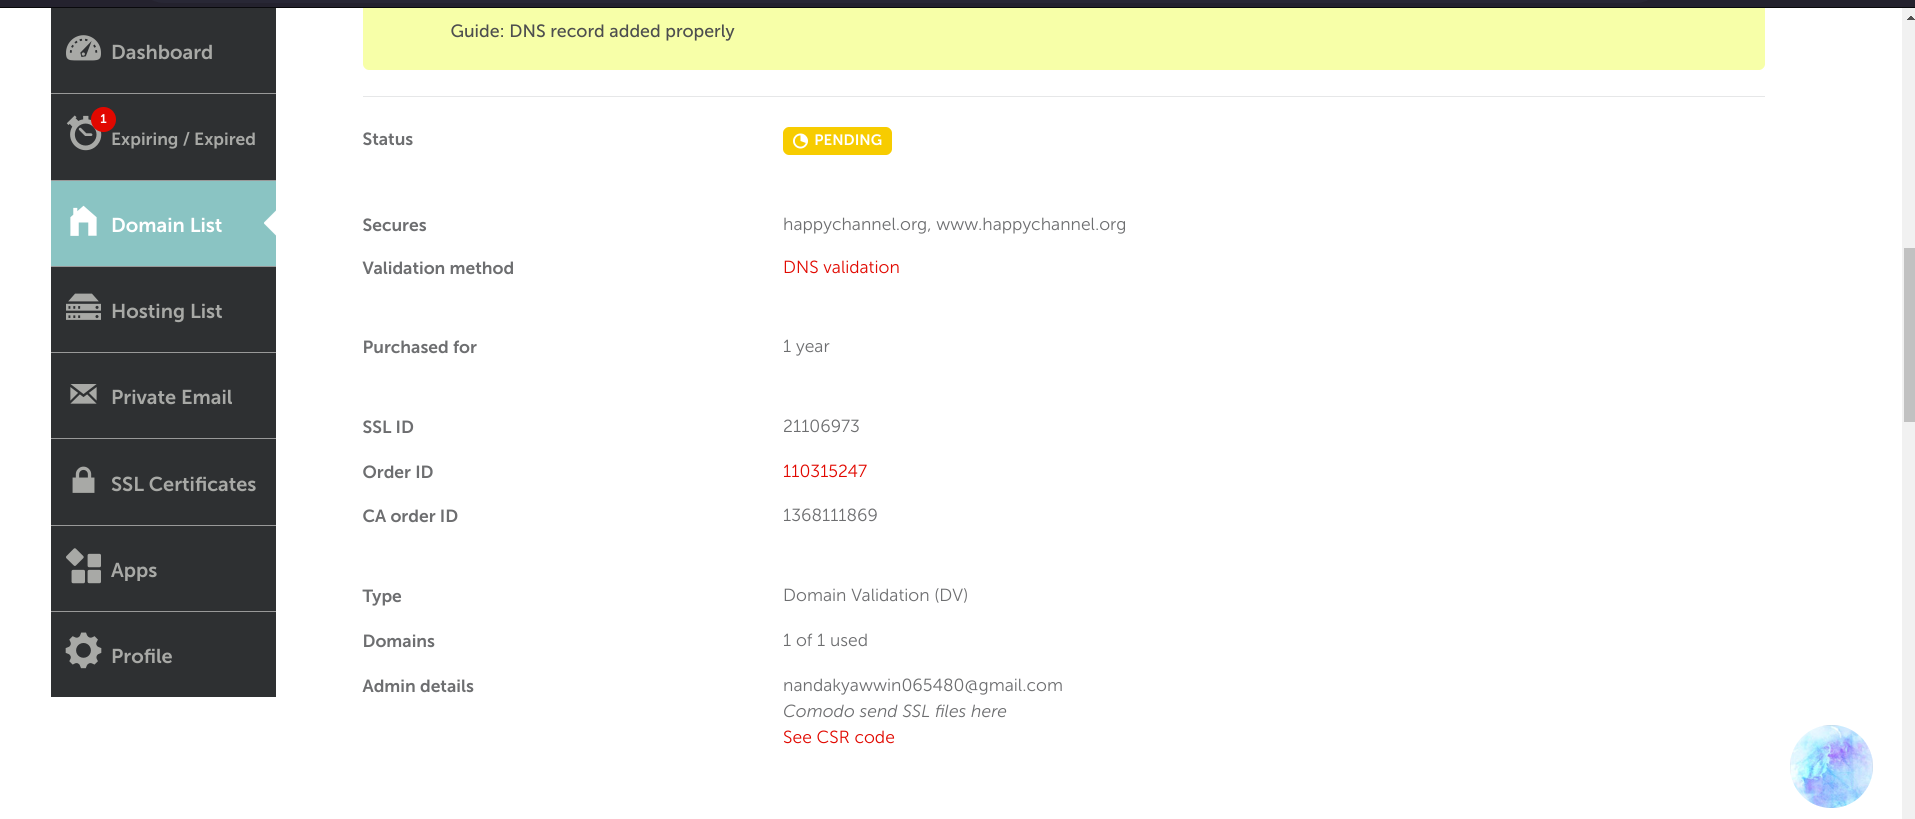 Guide: DNS record added properly
Dashboard
1
Expiring / Expired
Domain List
Hosting List
Private Email
SSL Certificates
Apps
Profile
Status
PENDING
Secures
happychannel.org, www.happychannel.org
Validation method
DNS validation
Purchased for
1 year
SSL ID
21106973
Order ID
110315247
CA order ID
1368111869
Type
Domain Validation (DV)
Domains
1 of 1 used
Admin details
nandakyawwin065480@gmail.com
Comodo send SSL files here
See CSR code